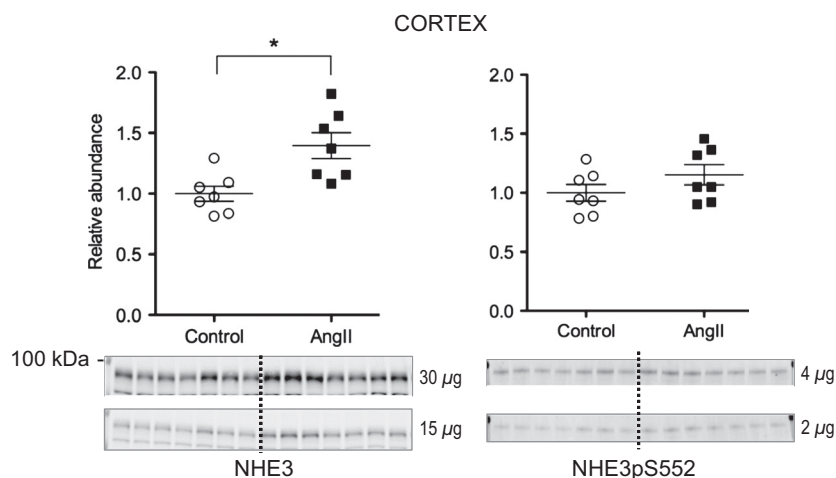 CORTEX
*
2.0
1.5
1.0
0.5
0.0
Relative abundance
Control AngII
2.0
1.5
1.0
0.5
0.0
Control AngII
100 kDa
30 µg
15 µg
NHE3
4 µg
2 µg
NHE3pS552